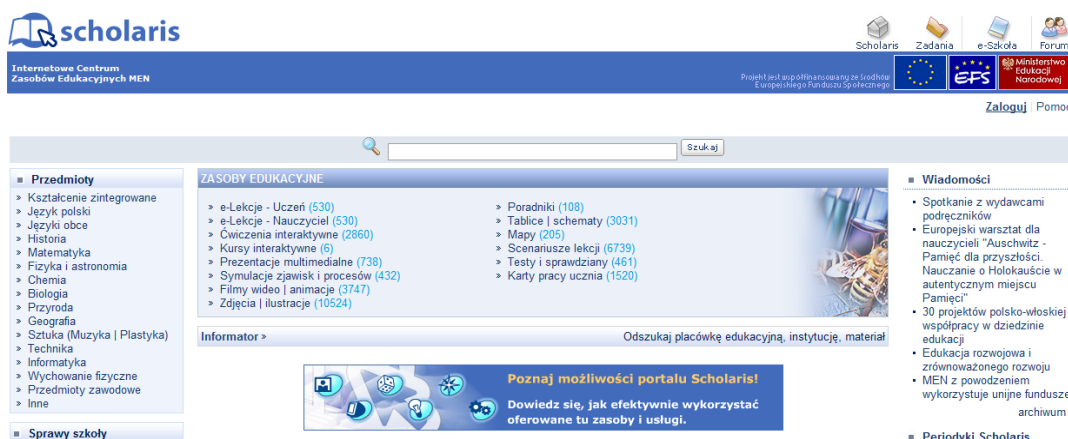 scholaris
Scholaris
Zadania
e-Szkoła
Forum
Internetowe Centrum
Zasobów Edukacyjnych MEN
Projekt jest współfinansowany ze środków
Europejskiego Funduszu Społecznego
EFS
Ministerstwo
Edukacji
Narodowej
Zaloguj | Pomoc
Szukaj
Przedmioty
» Kształcenie zintegrowane
» Język polski
» Języki obce
» Historia
» Matematyka
» Fizyka i astronomia
» Chemia
» Biologia
» Przyroda
» Geografia
» Sztuka (Muzyka | Plastyka)
» Technika
» Informatyka
» Wychowanie fizyczne
» Przedmioty zawodowe
» Inne
Sprawy szkoły
ZASOBY EDUKACYJNE
» e-Lekcje - Uczeń (530)
» e-Lekcje - Nauczyciel (530)
» Ćwiczenia interaktywne (2860)
» Kursy interaktywne (6)
» Prezentacje multimedialne (738)
» Symulacje zjawisk i procesów (432)
» Filmy wideo | animacje (3747)
» Zdjęcia | ilustracje (10524)
» Poradniki (108)
» Tablice | schematy (3031)
» Mapy (205)
» Scenariusze lekcji (6739)
» Testy i sprawdziany (461)
» Karty pracy ucznia (1520)
Informator »
Odszukaj placówkę edukacyjną, instytucję, materiał
Poznaj możliwości portalu Scholaris!
Dowiedz się, jak efektywnie wykorzystać
oferowane tu zasoby i usługi.
Wiadomości
Spotkanie z wydawcami
podręczników
Europejski warsztat dla
nauczycieli "Auschwitz -
Pamięć dla przyszłości.
Nauczanie o Holokauście w
autentycznym miejscu
Pamięci"
30 projektów polsko-włoskiej
współpracy w dziedzinie
edukacji
Edukacja rozwojowa i
zrównoważonego rozwoju
MEN z powodzeniem
wykorzystuje unijne fundusze
archiwum
Periodyki Scholaris